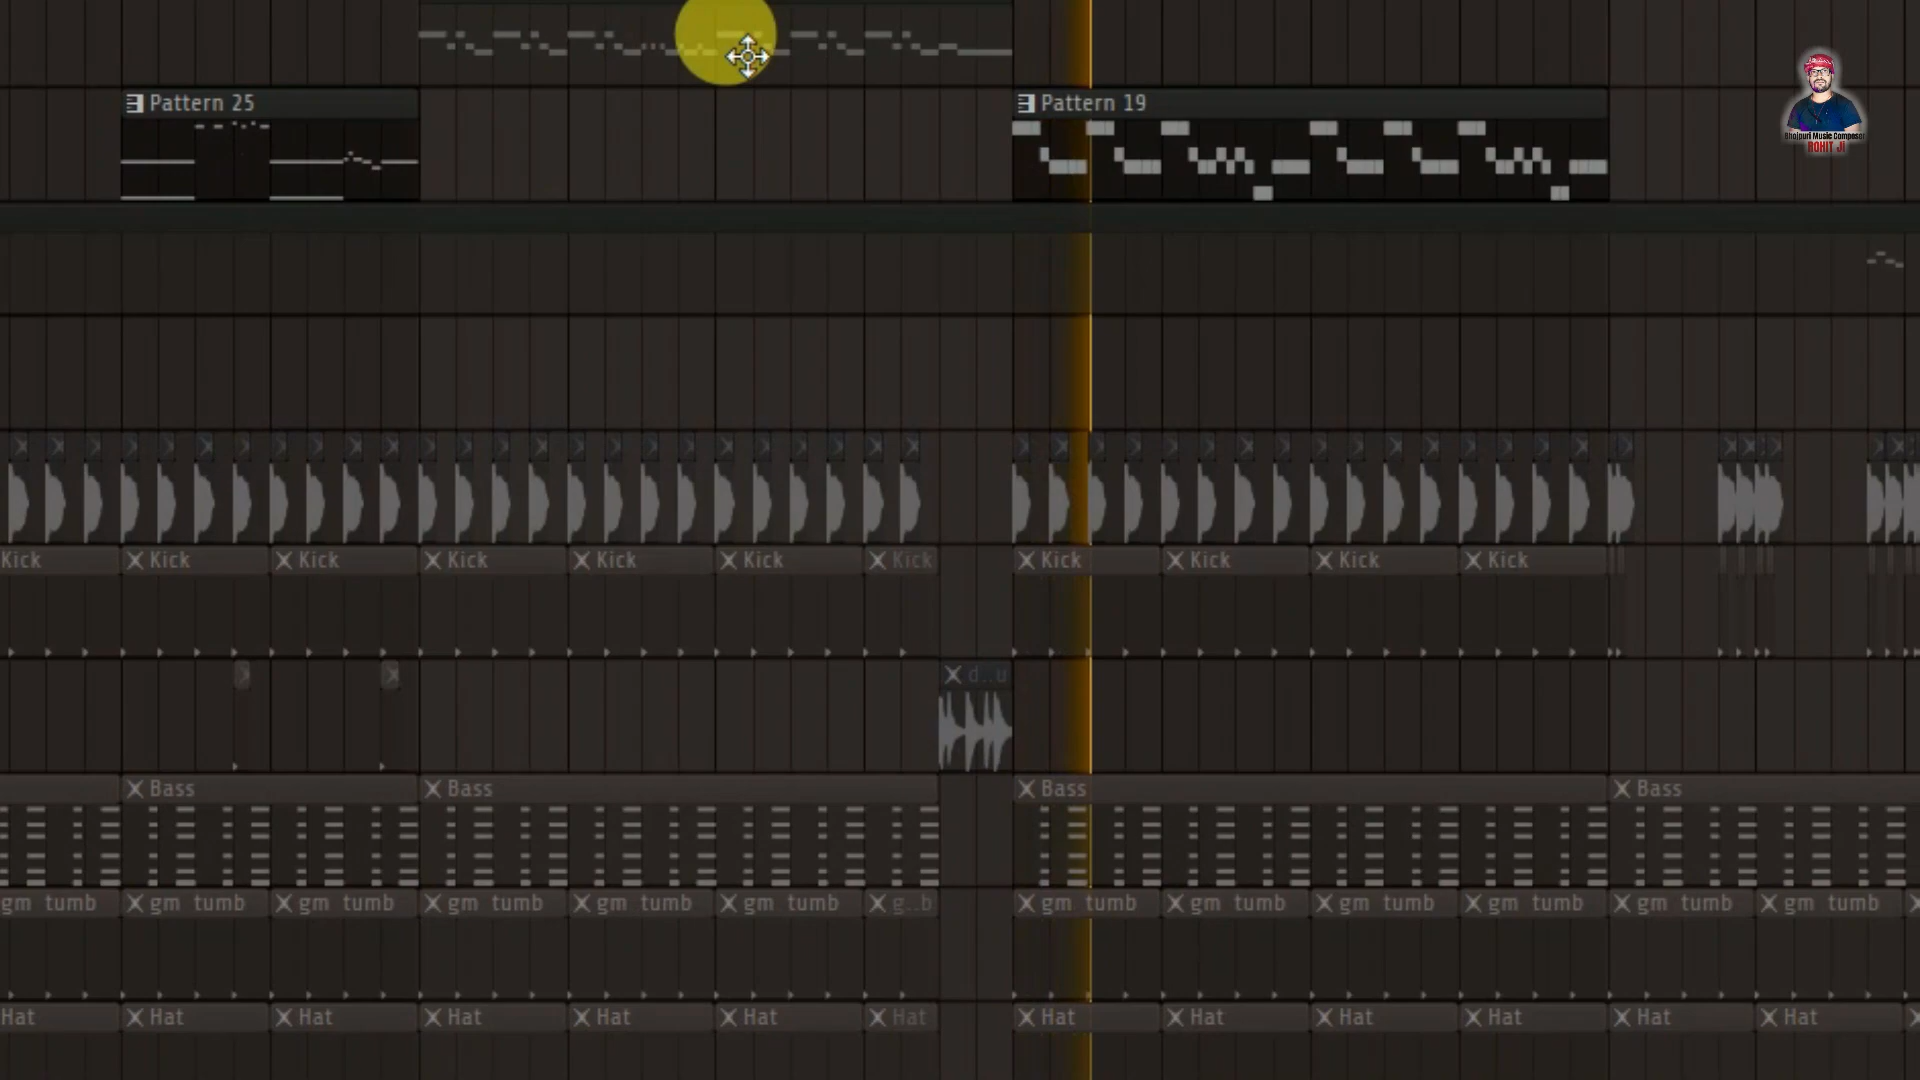 Pattern 25
Pattern 19
Bhojpuri Music Composer
ROHIT JI
Kick Kick Kick Kick Kick Kick Kick Kick Kick Kick Kick
d..u
Bass Bass Bass Bass
gm tumb gm tumb gm tumb gm tumb gm tumb gm tumb g..b gm tumb gm tumb gm tumb gm tumb gm tumb gm tumb
Hat Hat Hat Hat Hat Hat Hat Hat Hat Hat Hat Hat Hat